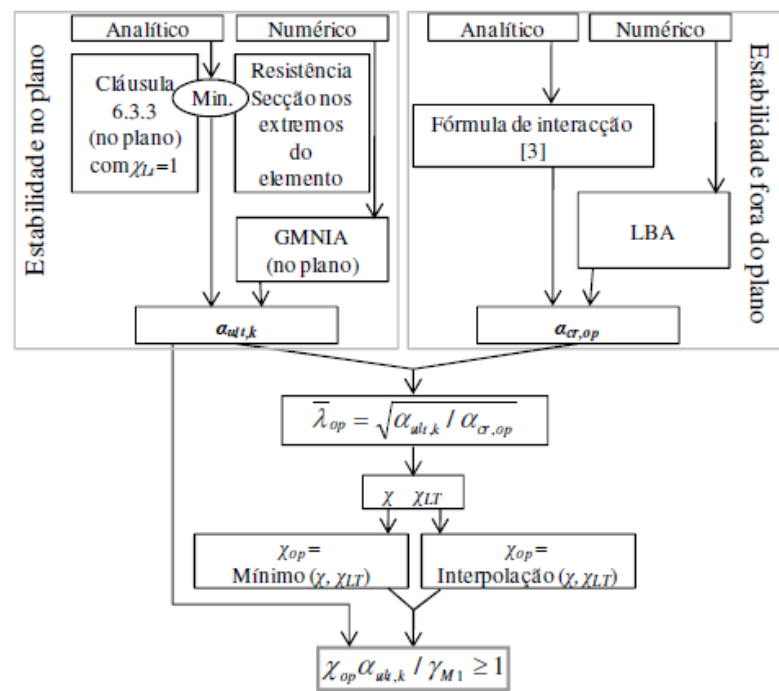 Estabilidade no plano
Analítico
Numérico
Cláusula
6.3.3
(no plano)
com χLt=1
Min.
Resistência
Secção nos
extremos
do
elemento
GMNIA
(no plano)
αult,k
Analítico
Numérico
Estabilidade fora do plano
Fórmula de interacção
[3]
LBA
αcr,op
λ̅op = √(αult,k / αcr,op)
χ χLT
χop=
Mínimo (χ, χLT)
χop=
Interpolação (χ, χLT)
χop αult,k / γM1 ≥ 1